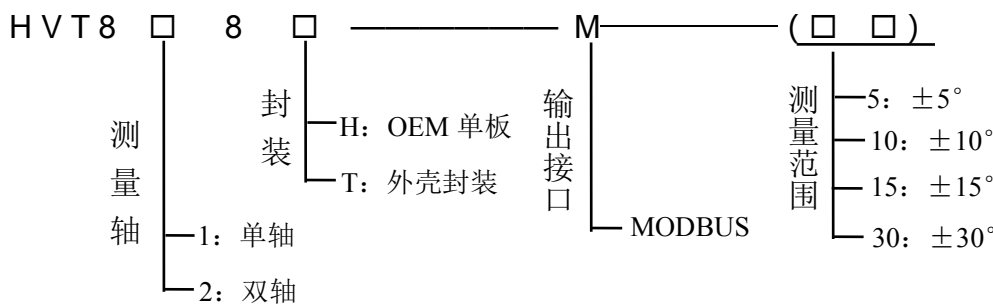 HVT8 □ 8 □ — M — (□ □)
测量轴
1：单轴
2：双轴
封装
H：OEM 单板
T：外壳封装
输出接口
MODBUS
测量范围
5：±5°
10：±10°
15：±15°
30：±30°